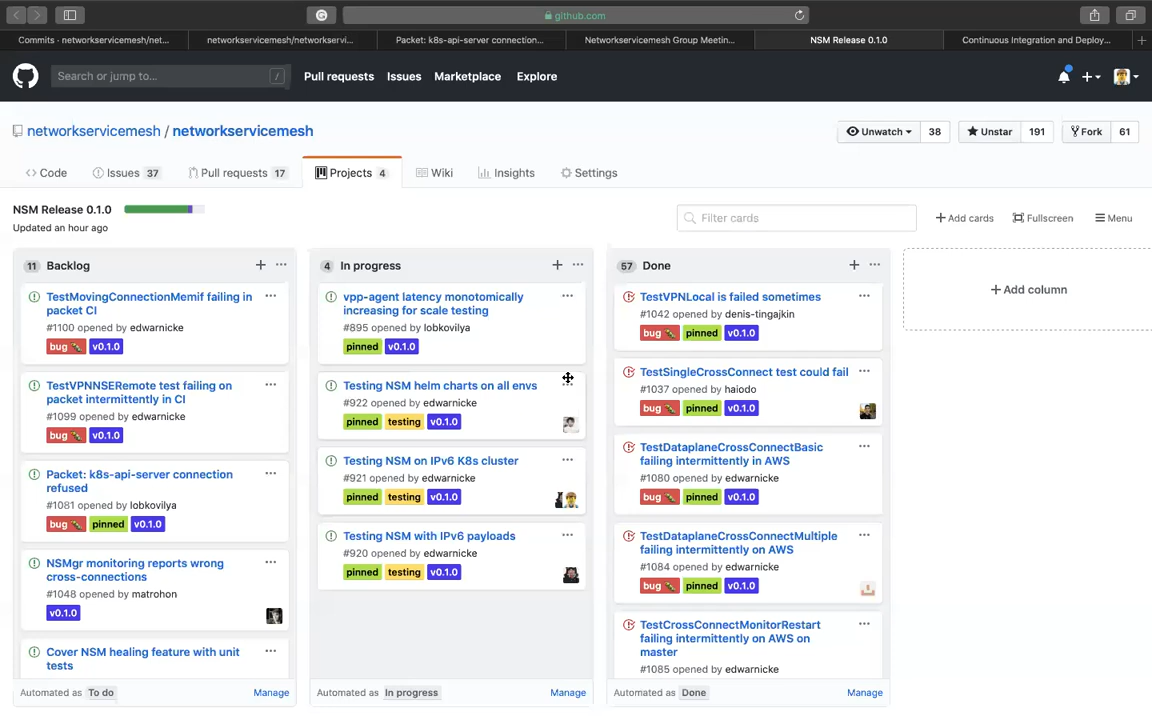 github.com
Commits · networkservicemesh/net...
networkservicemesh/networkservi...
Packet: k8s-api-server connection...
Networkservicemesh Group Meetin...
NSM Release 0.1.0
Continuous Integration and Deploy...
Search or jump to...
/
Pull requests
Issues
Marketplace
Explore
networkservicemesh / networkservicemesh
Unwatch
38
Unstar
191
Fork
61
Code
Issues 37
Pull requests 17
Projects 4
Wiki
Insights
Settings
NSM Release 0.1.0
Updated an hour ago
Filter cards
Add cards
Fullscreen
Menu
11 Backlog
TestMovingConnectionMemif failing in
packet CI
#1100 opened by edwarnicke
bug v0.1.0
TestVPNNSERemote test failing on
packet intermittently in CI
#1099 opened by edwarnicke
bug v0.1.0
Packet: k8s-api-server connection
refused
#1081 opened by lobkovilya
bug pinned v0.1.0
NSMgr monitoring reports wrong
cross-connections
#1048 opened by matrohon
v0.1.0
Cover NSM healing feature with unit
tests
Automated as To do
Manage
4 In progress
vpp-agent latency monotomically
increasing for scale testing
#895 opened by lobkovilya
pinned v0.1.0
Testing NSM helm charts on all envs
#922 opened by edwarnicke
pinned testing v0.1.0
Testing NSM on IPv6 K8s cluster
#921 opened by edwarnicke
pinned testing v0.1.0
Testing NSM with IPv6 payloads
#920 opened by edwarnicke
pinned testing v0.1.0
Automated as In progress
Manage
57 Done
TestVPNLocal is failed sometimes
#1042 opened by denis-tingajkin
bug pinned v0.1.0
TestSingleCrossConnect test could fail
#1037 opened by haiodo
bug pinned v0.1.0
TestDataplaneCrossConnectBasic
failing intermittently in AWS
#1080 opened by edwarnicke
bug pinned v0.1.0
TestDataplaneCrossConnectMultiple
failing intermittently on AWS
#1084 opened by edwarnicke
bug pinned v0.1.0
TestCrossConnectMonitorRestart
failing intermittently on AWS on
master
#1085 opened by edwarnicke
Automated as Done
Manage
Add column